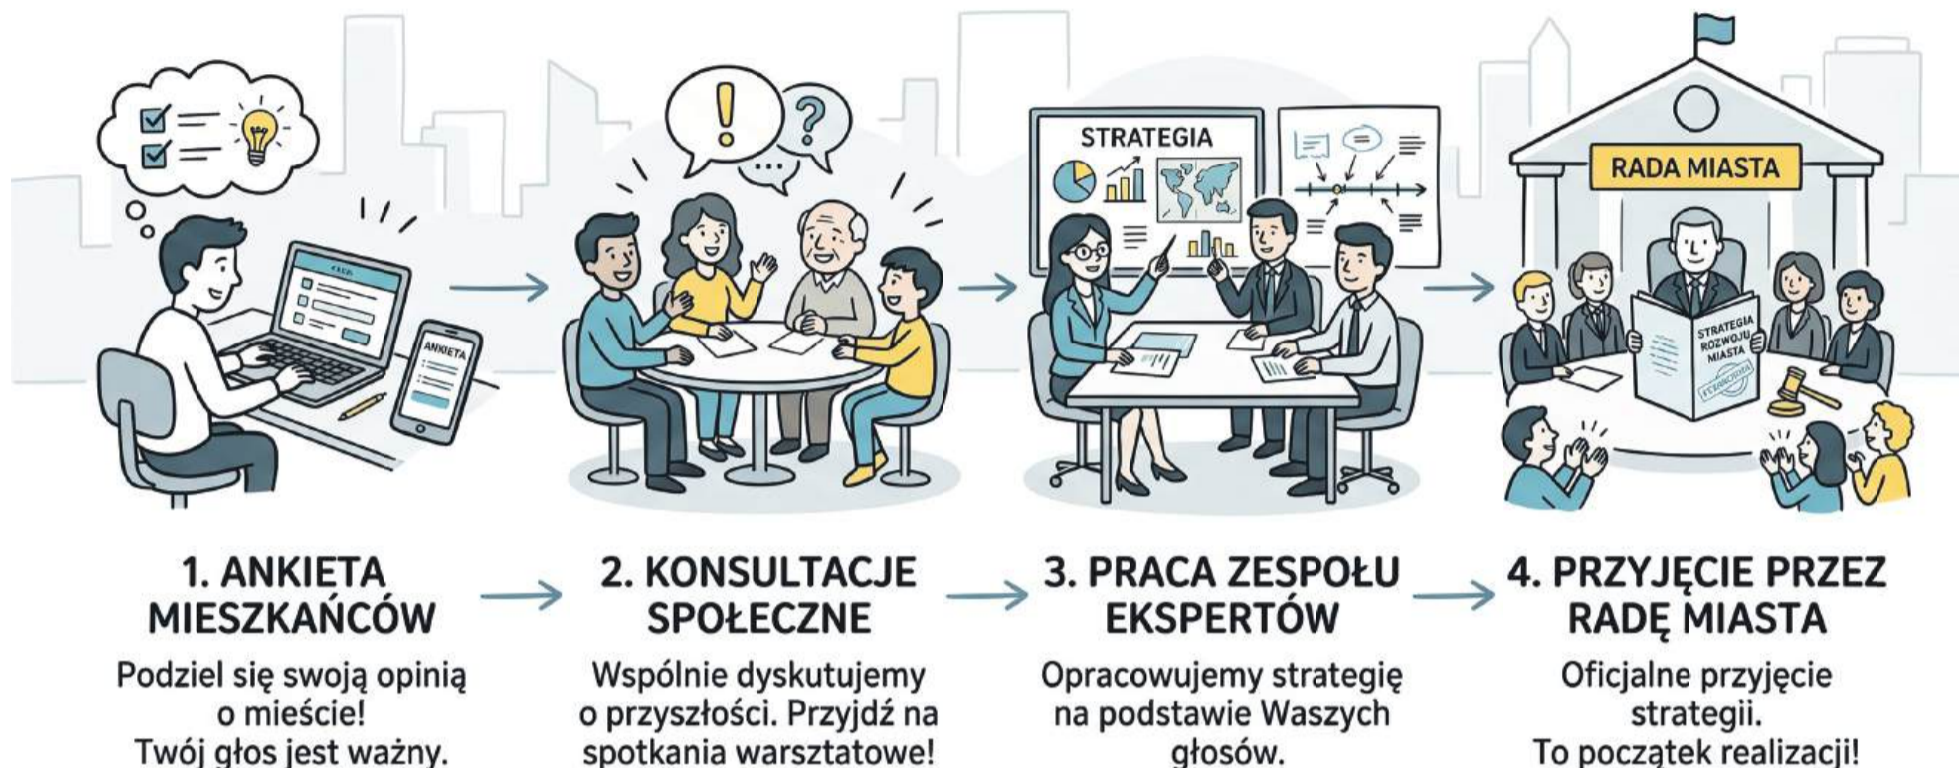 STRATEGIA
RADA MIASTA
ANKIETA
STRATEGIA
ROZWOJU
MIASTA
1. ANKIETA
MIESZKAŃCÓW
Podziel się swoją opinią
o mieście!
Twój głos jest ważny.
2. KONSULTACJE
SPOŁECZNE
Wspólnie dyskutujemy
o przyszłości. Przyjdź na
spotkania warsztatowe!
3. PRACA ZESPOŁU
EKSPERTÓW
Opracowujemy strategię
na podstawie Waszych
głosów.
4. PRZYJĘCIE PRZEZ
RADĘ MIASTA
Oficjalne przyjęcie
strategii.
To początek realizacji!